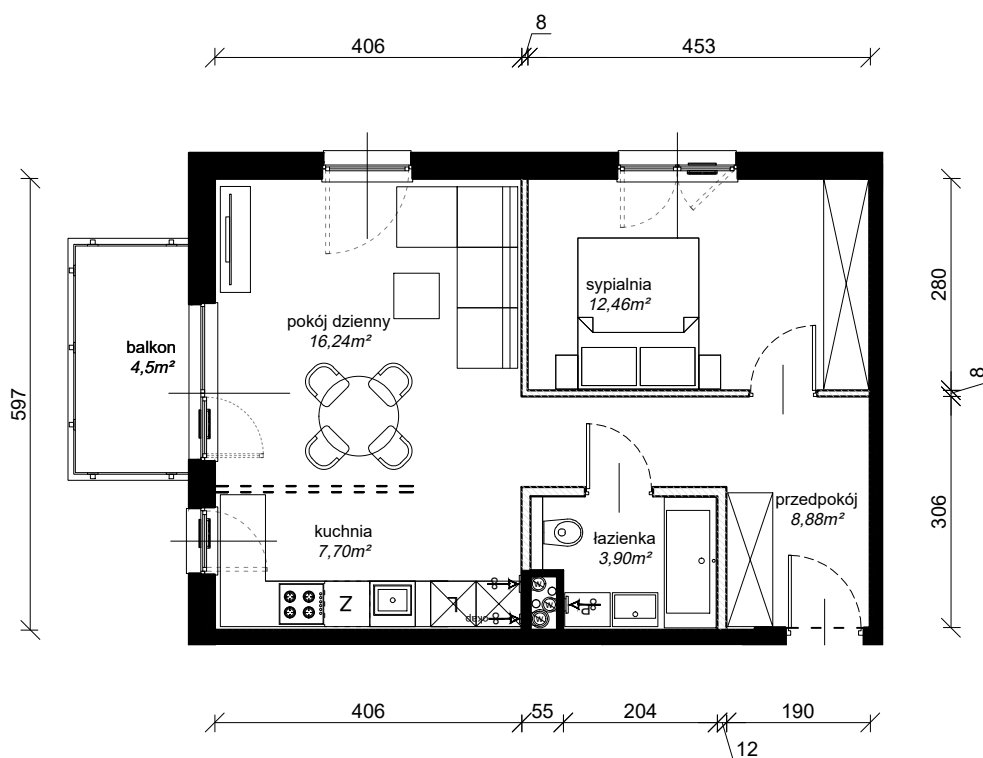 8
406
453
sypialnia
12,46m²
280
pokój dzienny
16,24m²
balkon
4,5m²
597
8
przedpokój
8,88m²
306
kuchnia
7,70m²
łazienka
3,90m²
Z
L
okap
P
406
55
204
190
12